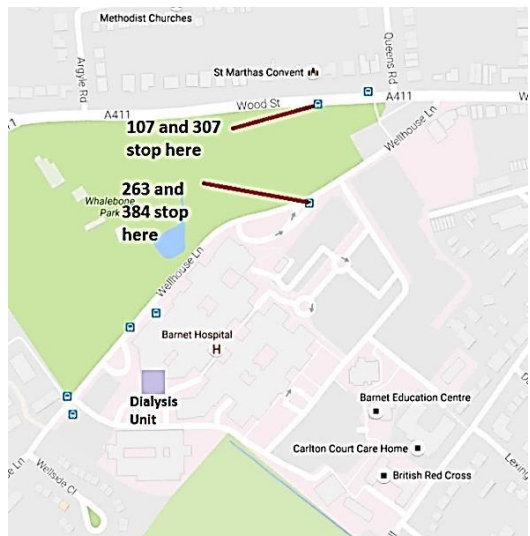 Methodist Churches
Argyle Rd
St Marthas Convent
Queens Rd
A411
Wood St
A411
A411
Wellhouse Ln
107 and 307
stop here
263 and
384 stop
here
Whalebone
Park
Wellhouse Ln
Barnet Hospital
H
Dialysis
Unit
Barnet Education Centre
Carlton Court Care Home
British Red Cross
Wellside Cl